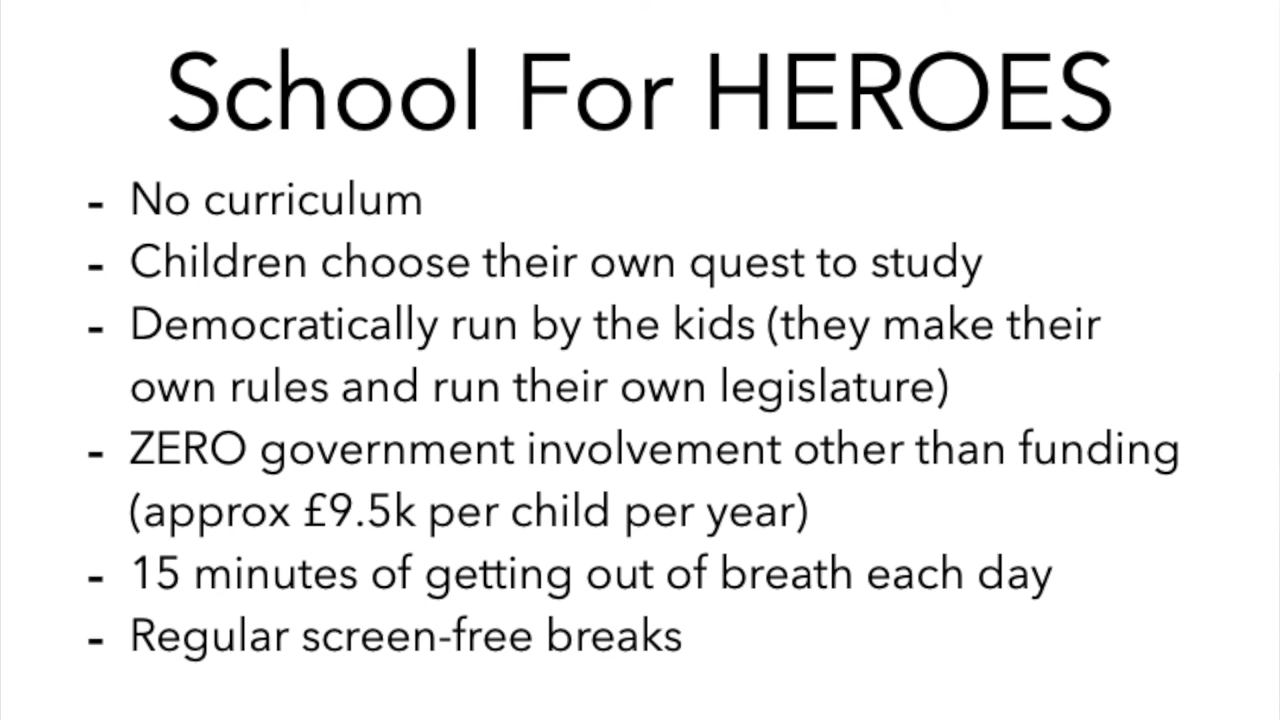 School For HEROES
- No curriculum
- Children choose their own quest to study
- Democratically run by the kids (they make their
own rules and run their own legislature)
- ZERO government involvement other than funding
(approx £9.5k per child per year)
- 15 minutes of getting out of breath each day
- Regular screen-free breaks